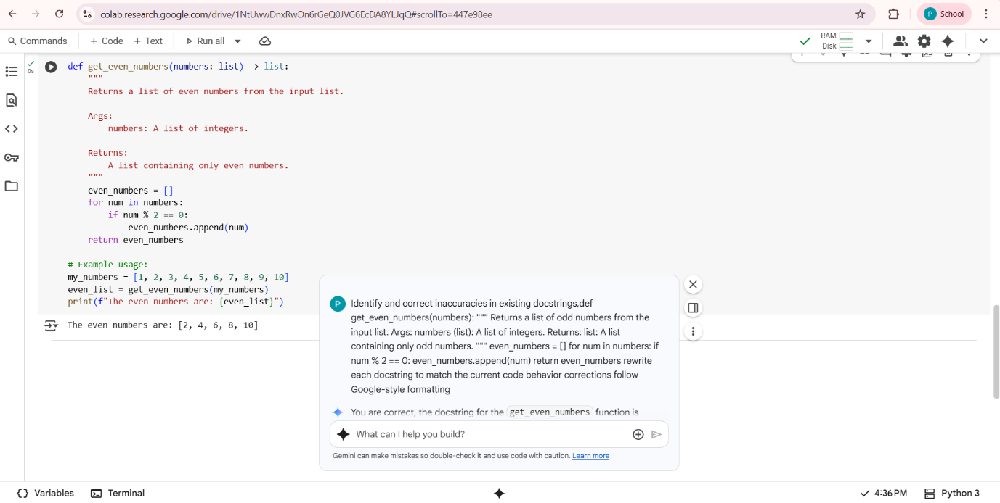 colab.research.google.com/drive/1NtUwwDnxRwOn6rGeQ0JVG6EcDA8YLJqQ#scrollTo=447e98ee
P School
Commands + Code + Text Run all
RAM
Disk
0s
def get_even_numbers(numbers: list) -> list:
"""
Returns a list of even numbers from the input list.
Args:
numbers: A list of integers.
Returns:
A list containing only even numbers.
"""
even_numbers = []
for num in numbers:
if num % 2 == 0:
even_numbers.append(num)
return even_numbers
# Example usage:
my_numbers = [1, 2, 3, 4, 5, 6, 7, 8, 9, 10]
even_list = get_even_numbers(my_numbers)
print(f"The even numbers are: {even_list}")
The even numbers are: [2, 4, 6, 8, 10]
P
Identify and correct inaccuracies in existing docstrings,def
get_even_numbers(numbers): """ Returns a list of odd numbers from the
input list. Args: numbers (list): A list of integers. Returns: list: A list
containing only odd numbers. """ even_numbers = [] for num in numbers: if
num % 2 == 0: even_numbers.append(num) return even_numbers rewrite
each docstring to match the current code behavior corrections follow
Google-style formatting
You are correct, the docstring for the get_even_numbers function is
What can I help you build?
Gemini can make mistakes so double-check it and use code with caution. Learn more
{} Variables Terminal
4:36 PM Python 3